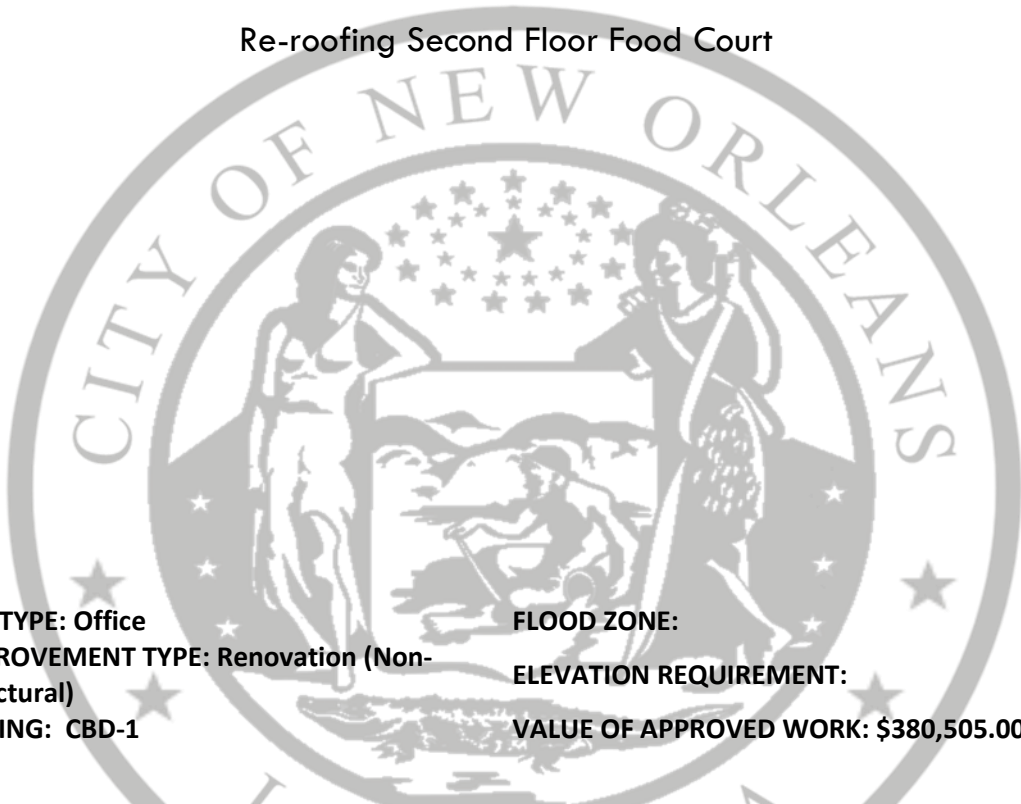 Re-roofing Second Floor Food Court
CITY OF NEW ORLEANS
TYPE: Office
FLOOD ZONE:
ROVEMENT TYPE: Renovation (Non-
ctural)
ELEVATION REQUIREMENT:
ING: CBD-1
VALUE OF APPROVED WORK: $380,505.00